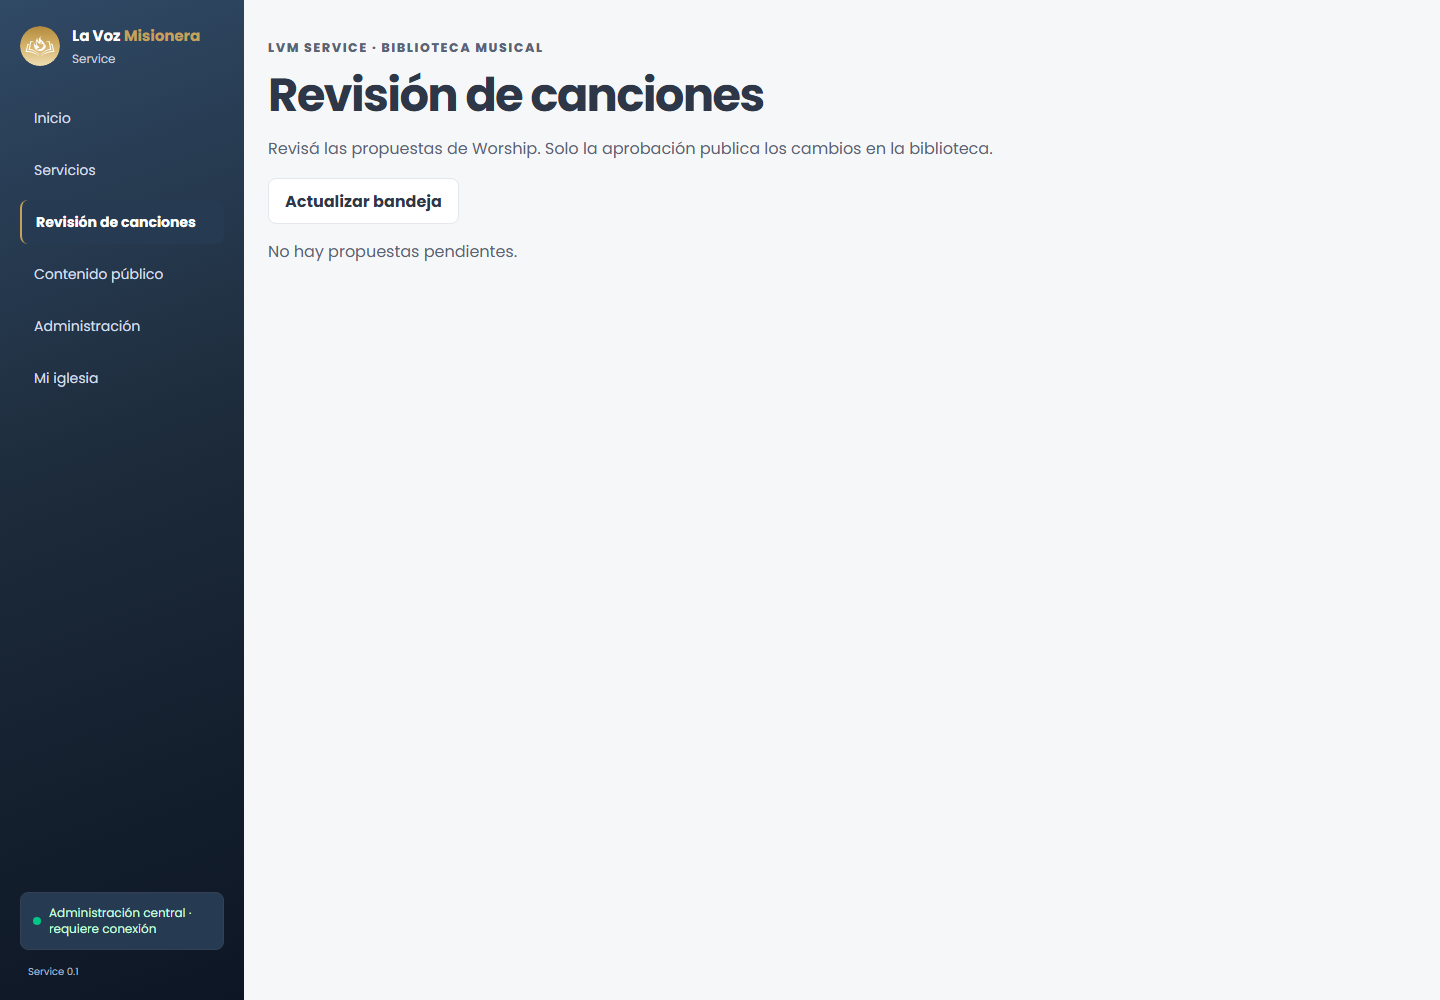 La Voz Misionera
Service
Inicio
Servicios
Revisión de canciones
Contenido público
Administración
Mi iglesia
Administración central ·
requiere conexión
Service 0.1
LVM SERVICE · BIBLIOTECA MUSICAL
Revisión de canciones
Revisá las propuestas de Worship. Solo la aprobación publica los cambios en la biblioteca.
Actualizar bandeja
No hay propuestas pendientes.